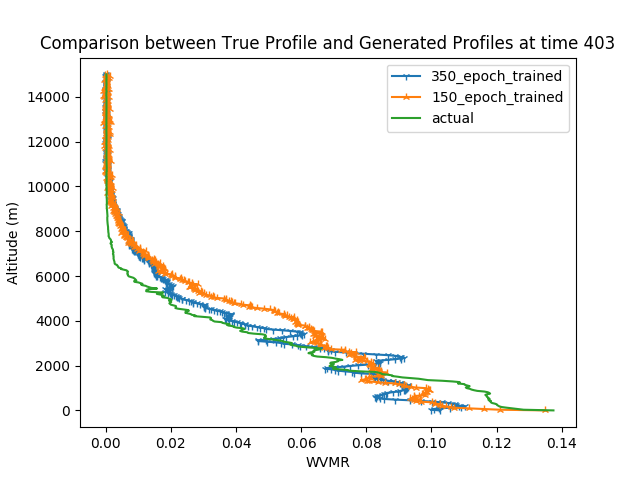 Comparison between True Profile and Generated Profiles at time 403
350_epoch_trained
150_epoch_trained
actual
Altitude (m)
14000
12000
10000
8000
6000
4000
2000
0
0.00 0.02 0.04 0.06 0.08 0.10 0.12 0.14
WVMR